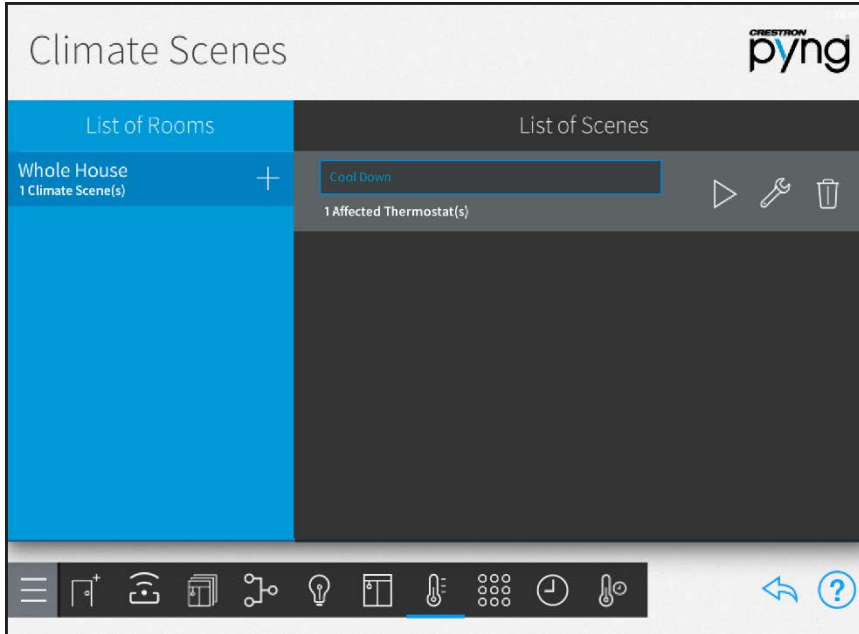 Climate Scenes
CRESTRON
pyng
List of Rooms
List of Scenes
Whole House
1 Climate Scene(s)
Cool Down
1 Affected Thermostat(s)
?